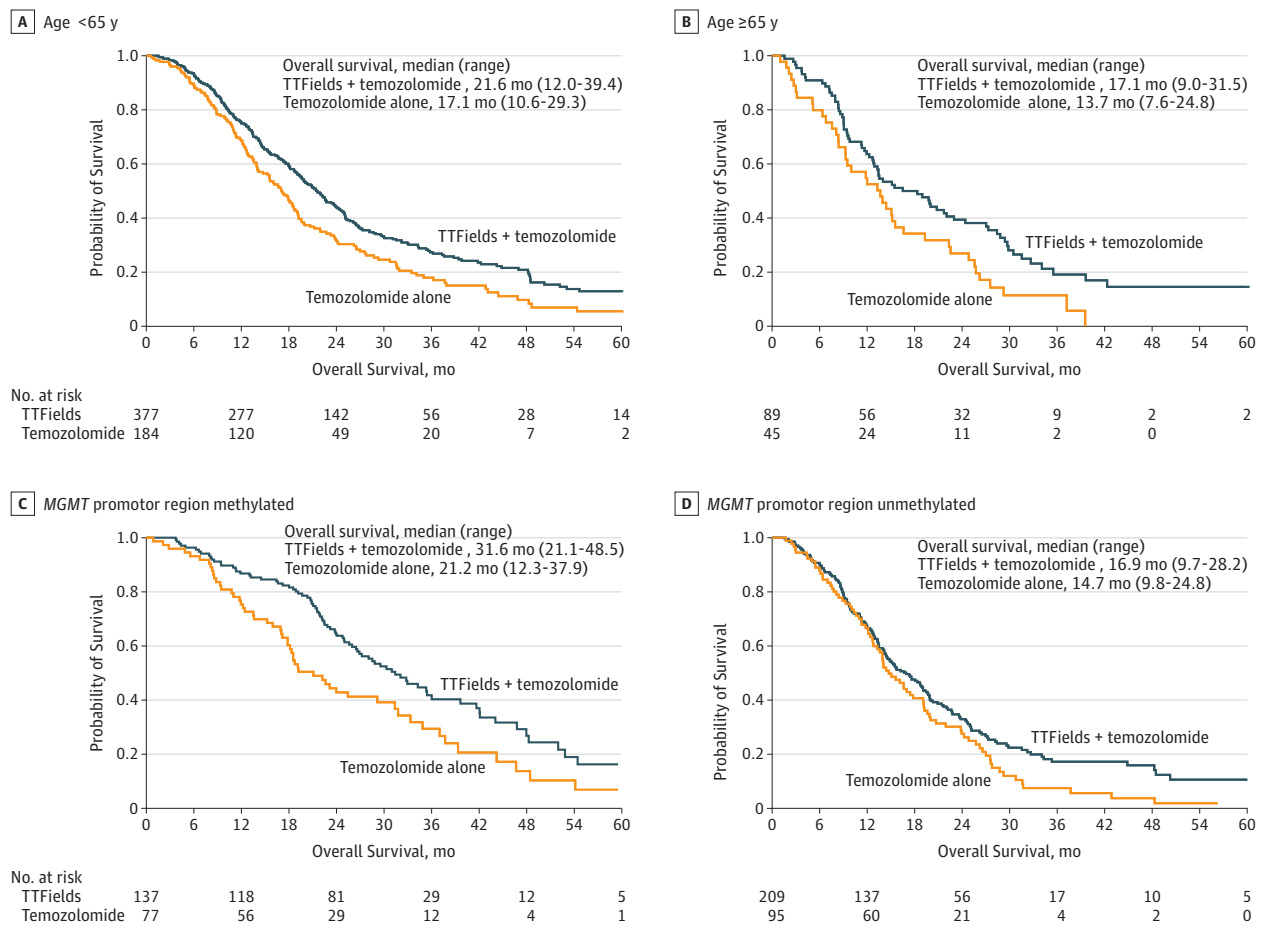 A Age <65 y
Overall survival, median (range)
TTFields + temozolomide , 21.6 mo (12.0-39.4)
Temozolomide alone, 17.1 mo (10.6-29.3)
1.0
0.8
0.6
0.4
0.2
0
Probability of Survival
TTFields + temozolomide
Temozolomide alone
0 6 12 18 24 30 36 42 48 54 60
Overall Survival, mo
No. at risk
TTFields 377 277 142 56 28 14
Temozolomide 184 120 49 20 7 2
B Age ≥65 y
Overall survival, median (range)
TTFields + temozolomide , 17.1 mo (9.0-31.5)
Temozolomide alone, 13.7 mo (7.6-24.8)
1.0
0.8
0.6
0.4
0.2
0
Probability of Survival
TTFields + temozolomide
Temozolomide alone
0 6 12 18 24 30 36 42 48 54 60
Overall Survival, mo
89 56 32 9 2 2
45 24 11 2 0
C MGMT promotor region methylated
Overall survival, median (range)
TTFields + temozolomide , 31.6 mo (21.1-48.5)
Temozolomide alone, 21.2 mo (12.3-37.9)
1.0
0.8
0.6
0.4
0.2
0
Probability of Survival
TTFields + temozolomide
Temozolomide alone
0 6 12 18 24 30 36 42 48 54 60
Overall Survival, mo
No. at risk
TTFields 137 118 81 29 12 5
Temozolomide 77 56 29 12 4 1
D MGMT promotor region unmethylated
Overall survival, median (range)
TTFields + temozolomide , 16.9 mo (9.7-28.2)
Temozolomide alone, 14.7 mo (9.8-24.8)
1.0
0.8
0.6
0.4
0.2
0
Probability of Survival
TTFields + temozolomide
Temozolomide alone
0 6 12 18 24 30 36 42 48 54 60
Overall Survival, mo
209 137 56 17 10 5
95 60 21 4 2 0